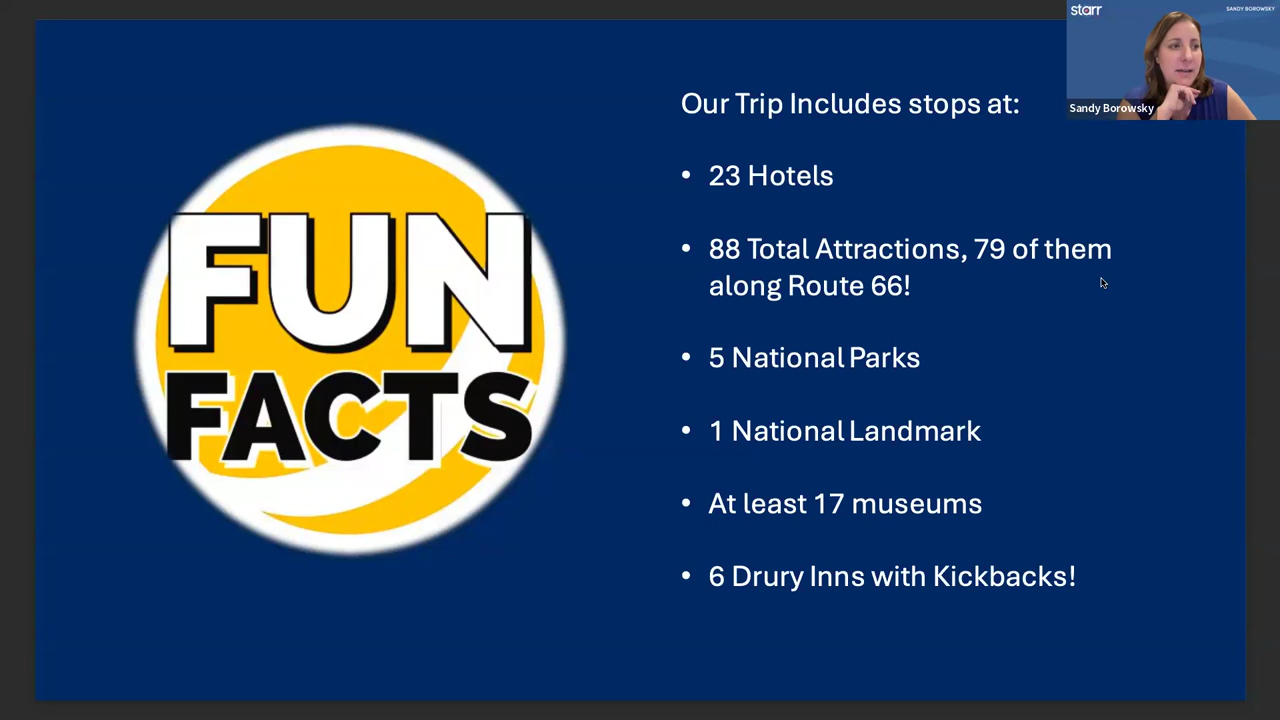 starr
SANDY BOROWSKY
Sandy Borowsky
Our Trip Includes stops at:
• 23 Hotels
• 88 Total Attractions, 79 of them
along Route 66!
• 5 National Parks
• 1 National Landmark
• At least 17 museums
• 6 Drury Inns with Kickbacks!
FUN
FACTS